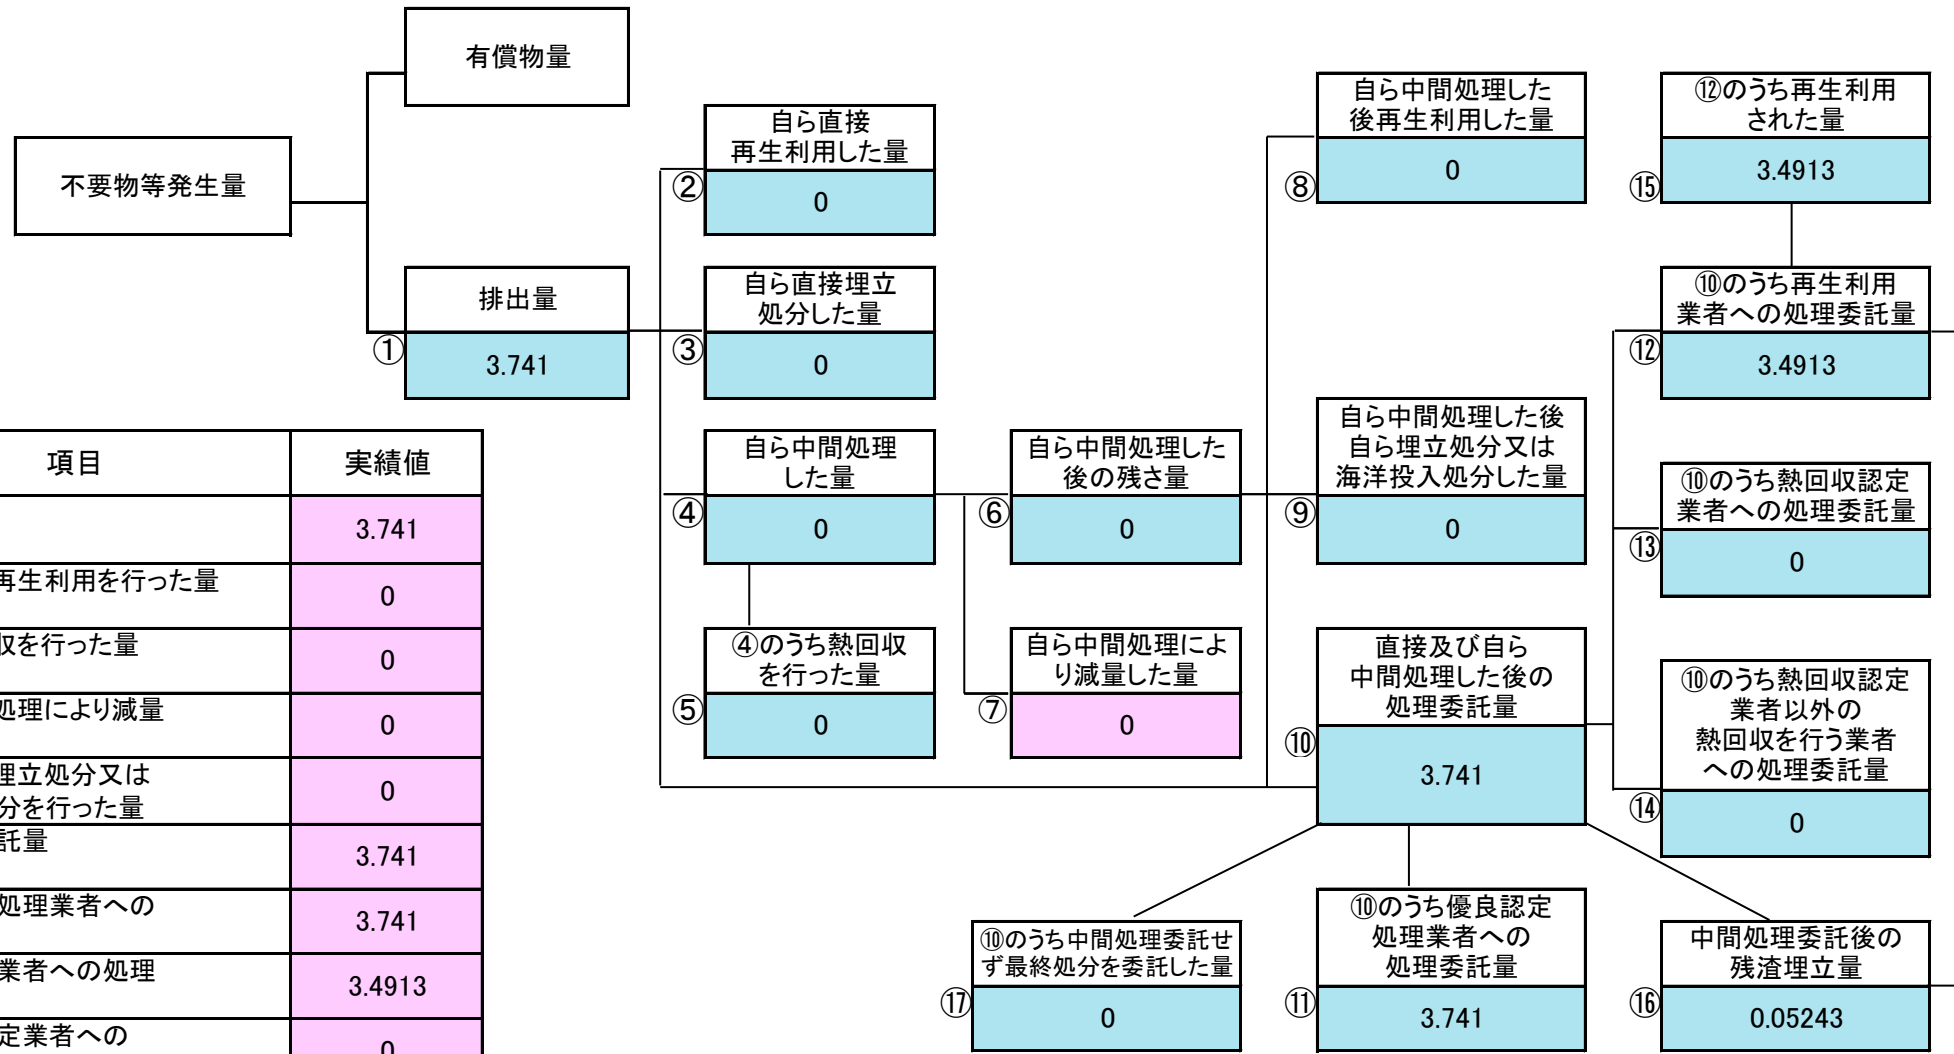 有償物量
不要物等発生量
排出量
①
3.741
自ら直接
再生利用した量
②
0
自ら直接埋立
処分した量
③
0
自ら中間処理
した量
④
0
④のうち熱回収
を行った量
⑤
0
自ら中間処理した
後の残さ量
⑥
0
自ら中間処理によ
り減量した量
⑦
0
自ら中間処理した
後再生利用した量
⑧
0
自ら中間処理した後
自ら埋立処分又は
海洋投入処分した量
⑨
0
直接及び自ら
中間処理した後の
処理委託量
⑩
3.741
⑫のうち再生利用
された量
⑮
3.4913
⑩のうち再生利用
業者への処理委託量
⑫
3.4913
⑩のうち熱回収認定
業者への処理委託量
⑬
0
⑩のうち熱回収認定
業者以外の
熱回収を行う業者
への処理委託量
⑭
0
⑩のうち中間処理委託せ
ず最終処分を委託した量
⑰
0
⑩のうち優良認定
処理業者への
処理委託量
⑪
3.741
中間処理委託後の
残渣埋立量
⑯
0.05243
項目 実績値
3.741
再生利用を行った量
0
収を行った量
0
処理により減量
0
埋立処分又は
分を行った量
0
託量
3.741
処理業者への
3.741
業者への処理
3.4913
定業者への
0